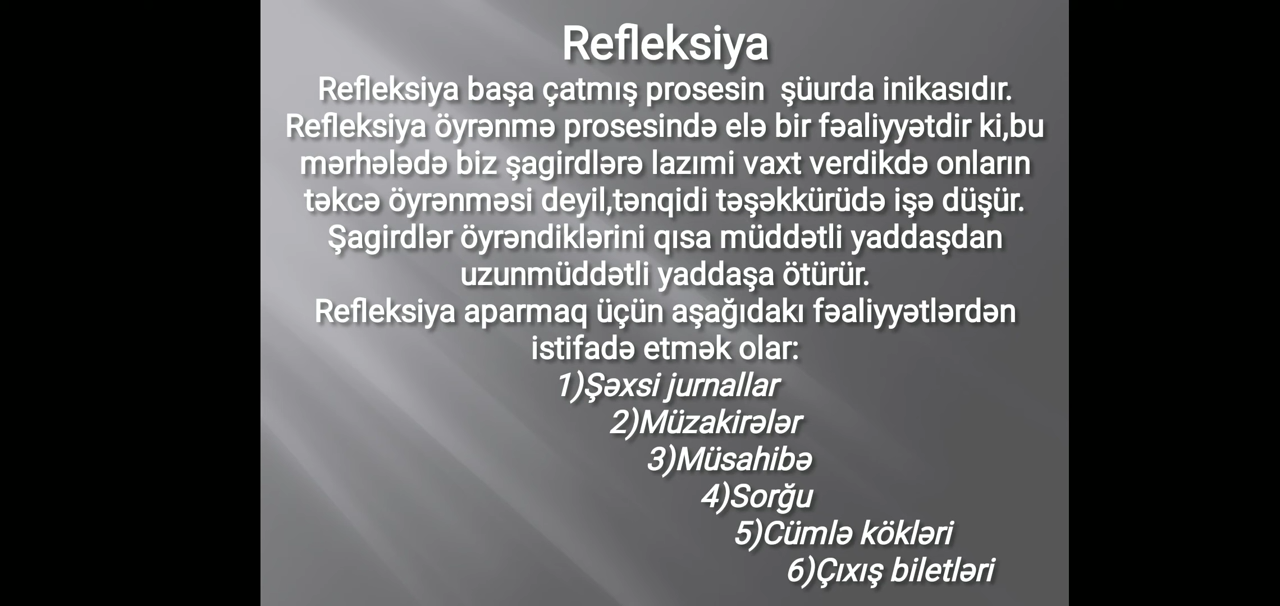 Refleksiya
Refleksiya başa çatmış prosesin  şüurda inikasıdır.
Refleksiya öyrənmə prosesində elə bir fəaliyyətdir ki,bu
mərhələdə biz şagirdlərə lazımi vaxt verdikdə onların
təkcə öyrənməsi deyil,tənqidi təşəkkürüdə işə düşür.
Şagirdlər öyrəndiklərini qısa müddətli yaddaşdan
uzunmüddətli yaddaşa ötürür.
Refleksiya aparmaq üçün aşağıdakı fəaliyyətlərdən
istifadə etmək olar:
1)Şəxsi jurnallar
2)Müzakirələr
3)Müsahibə
4)Sorğu
5)Cümlə kökləri
6)Çıxış biletləri